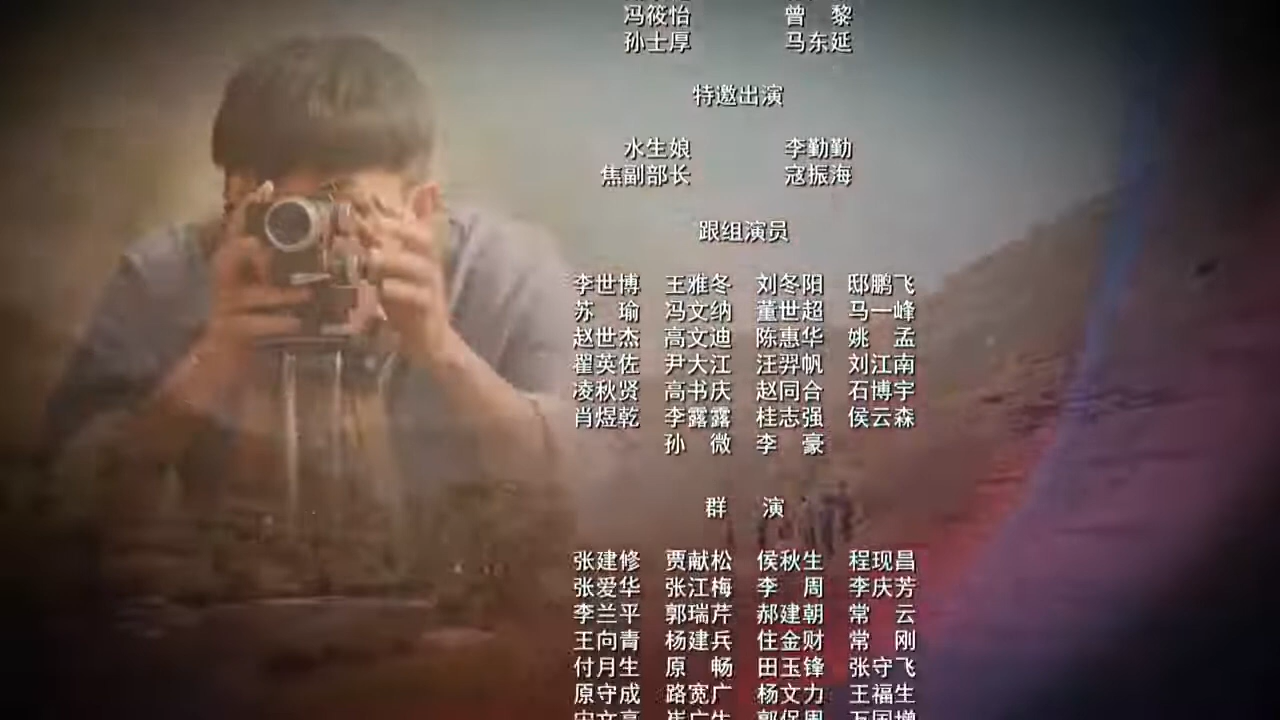 冯筱怡 曾 黎
孙士厚 马东延
特邀出演
水生娘 李勤勤
焦副部长 寇振海
跟组演员
李世博 王雅冬 刘冬阳 邸鹏飞
苏 瑜 冯文纳 董世超 马一峰
赵世杰 高文迪 陈惠华 姚 孟
翟英佐 尹大江 汪羿帆 刘江南
凌秋贤 高书庆 赵同合 石博宇
肖煜乾 李露露 桂志强 侯云森
孙 微 李 豪
群 演
张建修 贾献松 侯秋生 程现昌
张爱华 张江梅 李 周 李庆芳
李兰平 郭瑞芹 郝建朝 常 云
王向青 杨建兵 住金财 常 刚
付月生 原 畅 田玉锋 张守飞
原守成 路宽广 杨文力 王福生